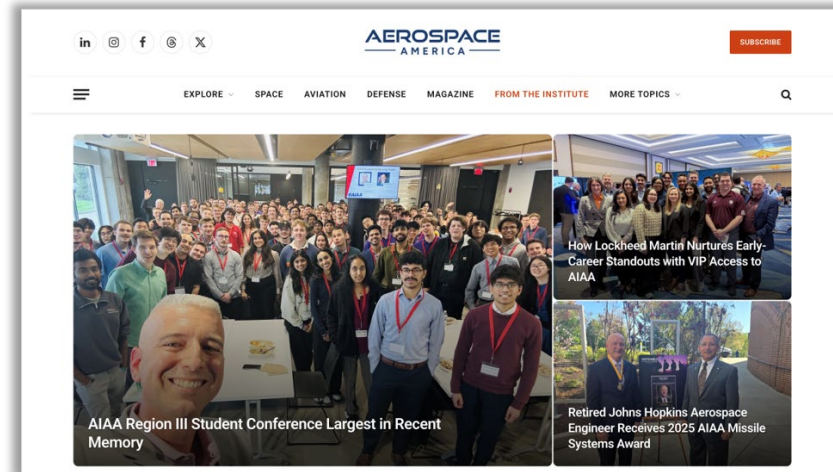 AEROSPACE
AMERICA
SUBSCRIBE
EXPLORE
SPACE
AVIATION
DEFENSE
MAGAZINE
FROM THE INSTITUTE
MORE TOPICS
AIAA Region III Student Conference Largest in Recent
Memory
How Lockheed Martin Nurtures Early-
Career Standouts with VIP Access to
AIAA
Retired Johns Hopkins Aerospace
Engineer Receives 2025 AIAA Missile
Systems Award